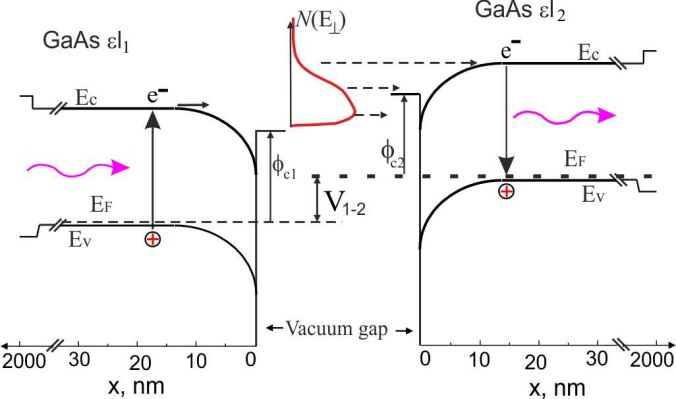 GaAs εl₁
N(E⊥)
GaAs εl₂
Ec
e⁻
e⁻
Ec
ϕc1
ϕc2
EF
EF
V₁₋₂
Ev
Ev
Vacuum gap
2000 30 20 10 0
0 10 20 30 2000
x, nm
x, nm